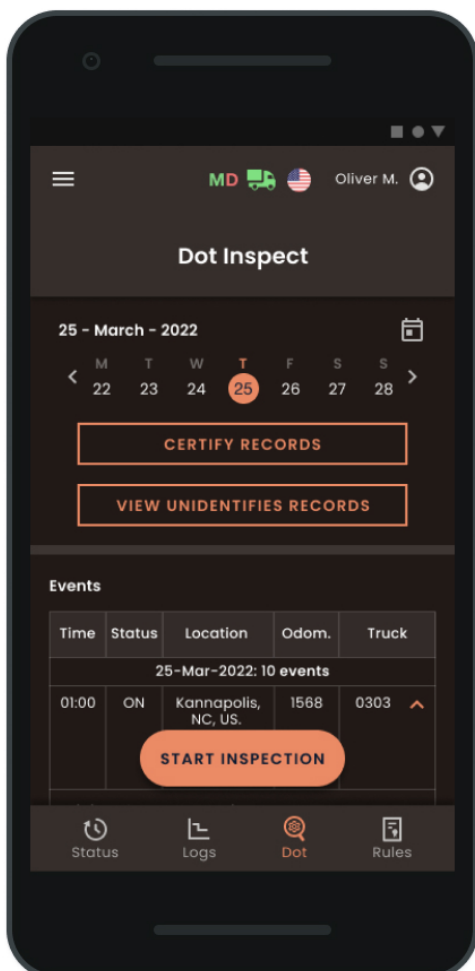 MD Oliver M.
Dot Inspect
25 - March - 2022
M T W T F S S
22 23 24 25 26 27 28
CERTIFY RECORDS
VIEW UNIDENTIFIES RECORDS
Events
Time Status Location Odom. Truck
25-Mar-2022: 10 events
01:00 ON Kannapolis, 1568 0303
NC, US.
START INSPECTION
Status Logs Dot Rules